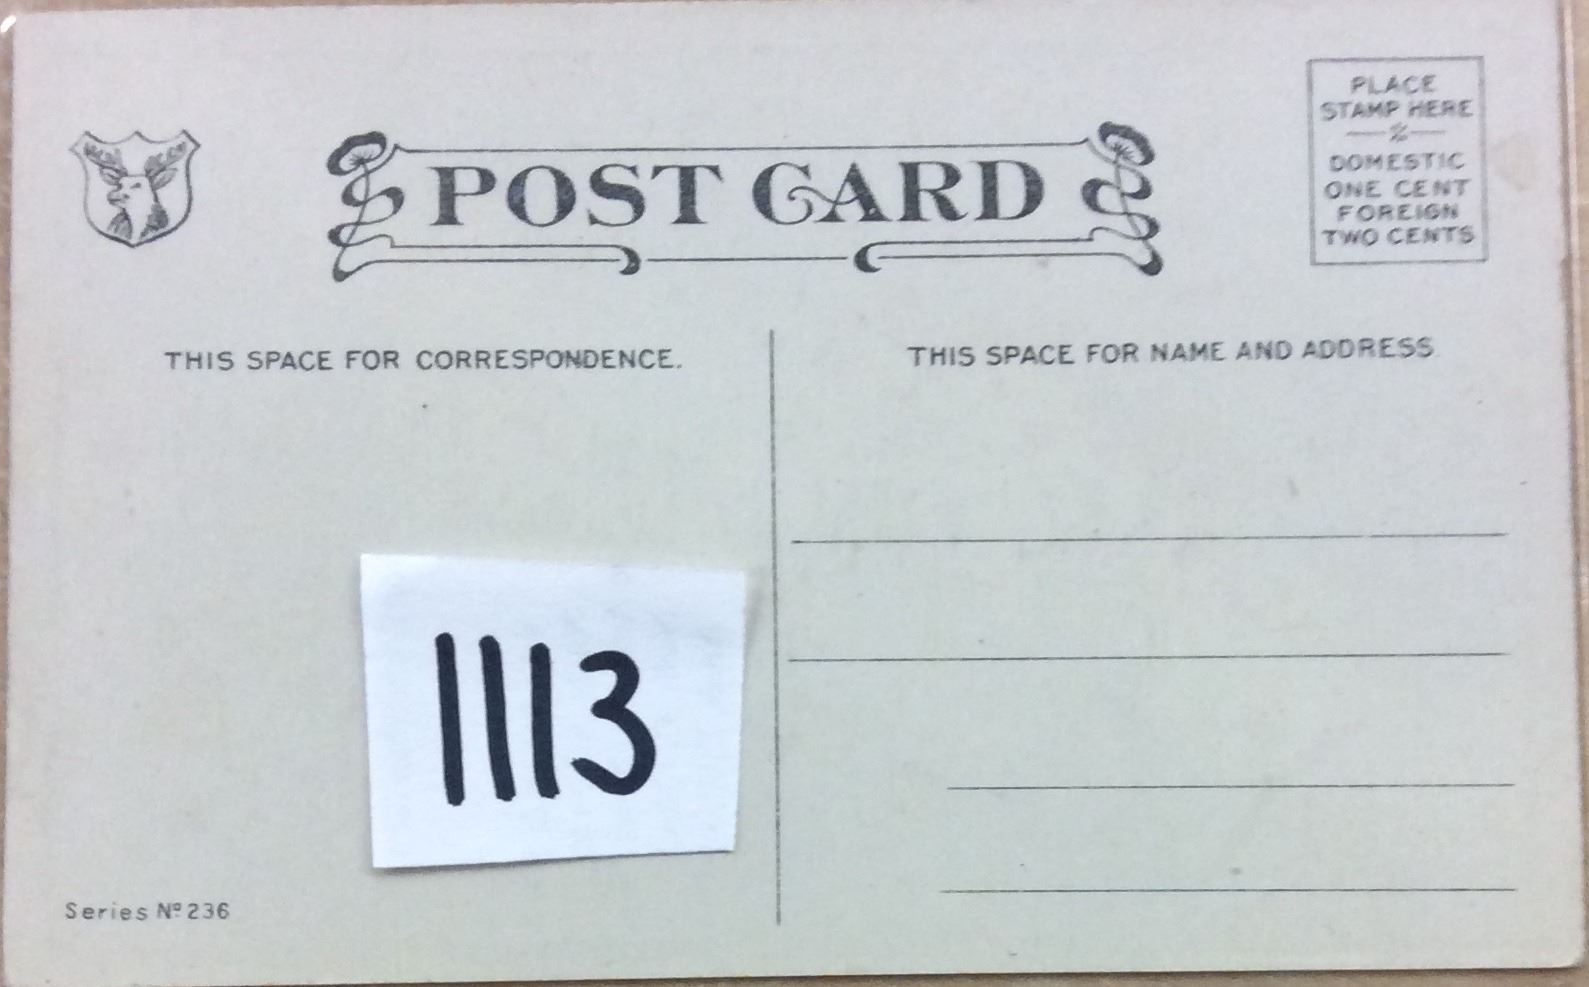 POST CARD
PLACE
STAMP HERE
DOMESTIC
ONE CENT
FOREIGN
TWO CENTS
THIS SPACE FOR CORRESPONDENCE.
THIS SPACE FOR NAME AND ADDRESS
1113
Series Nº 236